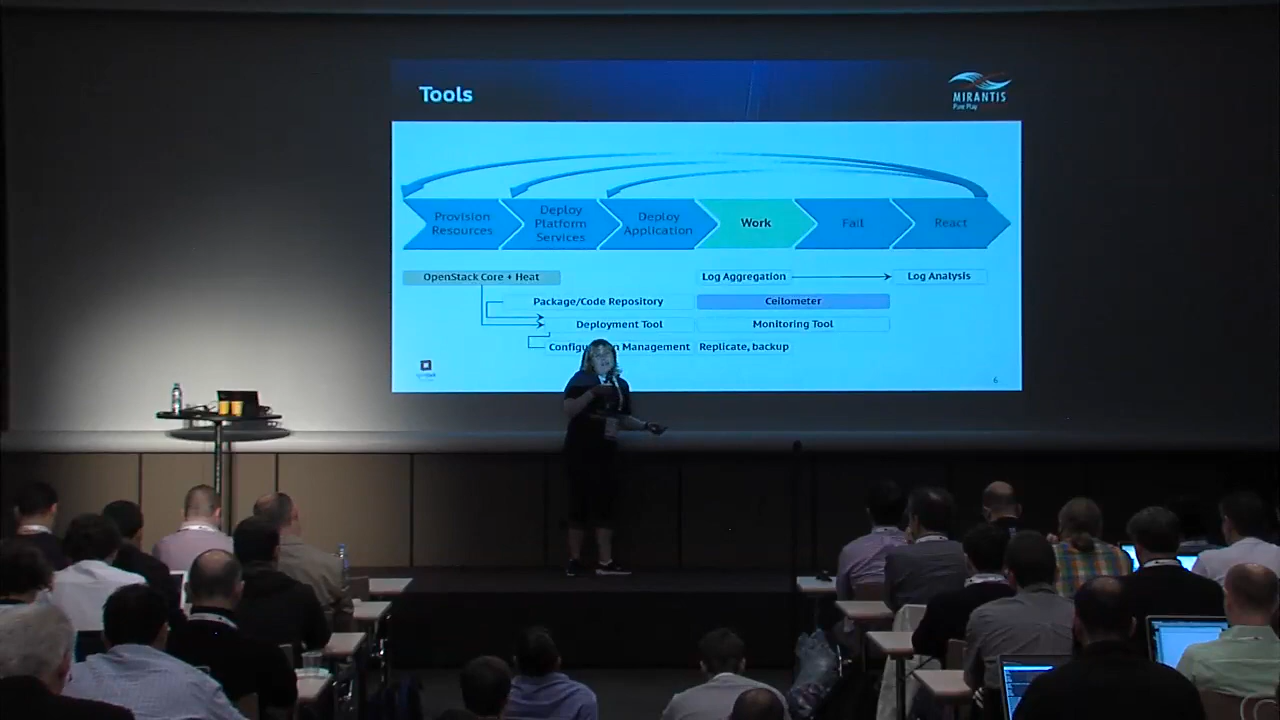 Tools
MIRANTIS
Pure Play
Provision
Resources
Deploy
Platform
Services
Deploy
Application
Work
Fail
React
OpenStack Core + Heat
Log Aggregation
Log Analysis
Package/Code Repository
Ceilometer
Deployment Tool
Monitoring Tool
Management
Replicate, backup
6